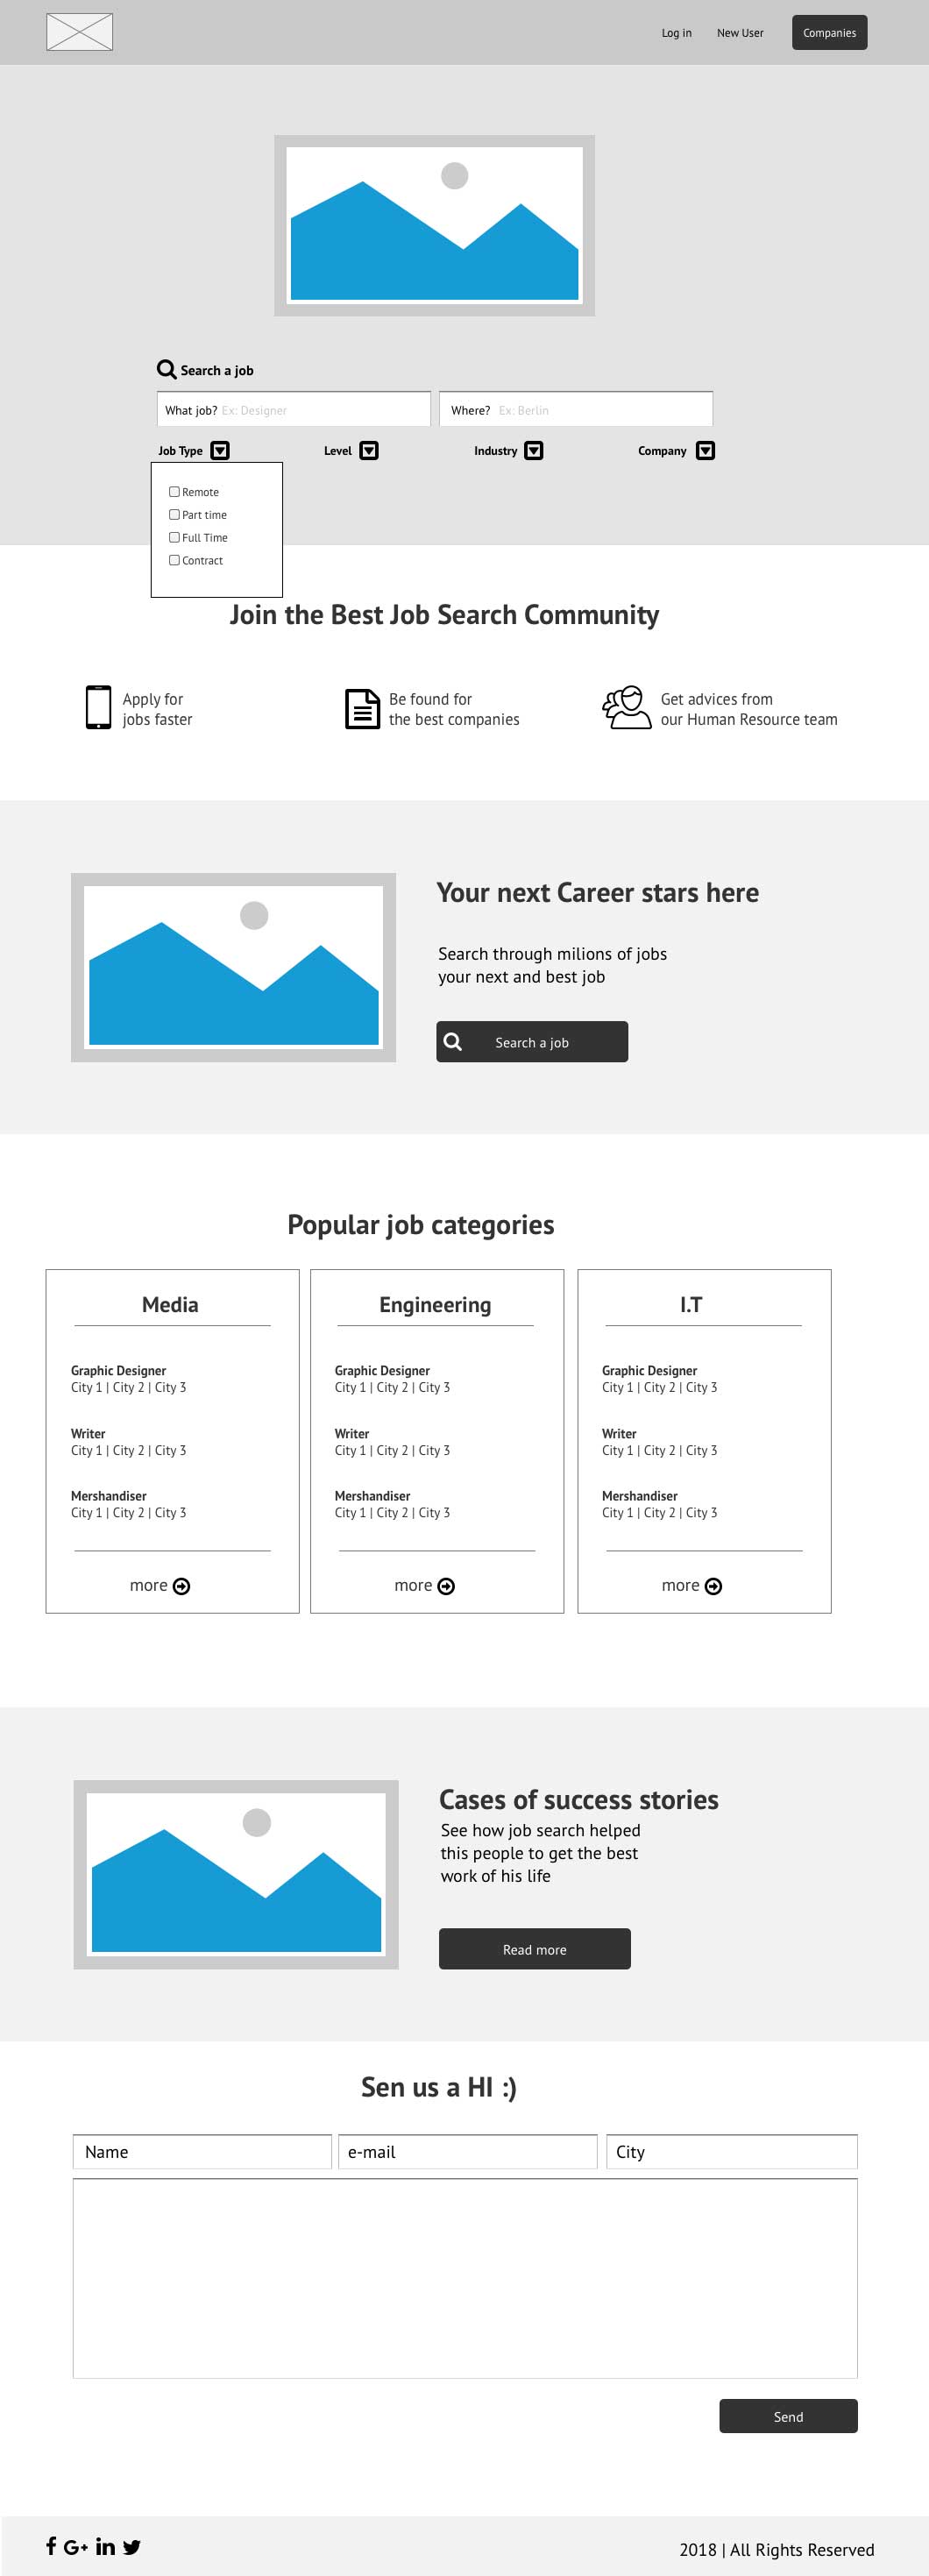 Log in New User Companies
Search a job
What job? Ex: Designer Where? Ex: Berlin
Job Type Level Industry Company
Remote
Part time
Full Time
Contract
Join the Best Job Search Community
Apply for
jobs faster
Be found for
the best companies
Get advices from
our Human Resource team
Your next Career stars here
Search through milions of jobs
your next and best job
Search a job
Popular job categories
Media
Graphic Designer
City 1 | City 2 | City 3
Writer
City 1 | City 2 | City 3
Mershandiser
City 1 | City 2 | City 3
more
Engineering
Graphic Designer
City 1 | City 2 | City 3
Writer
City 1 | City 2 | City 3
Mershandiser
City 1 | City 2 | City 3
more
I.T
Graphic Designer
City 1 | City 2 | City 3
Writer
City 1 | City 2 | City 3
Mershandiser
City 1 | City 2 | City 3
more
Cases of success stories
See how job search helped
this people to get the best
work of his life
Read more
Sen us a HI :)
Name e-mail City
Send
f G+ in 2018 | All Rights Reserved